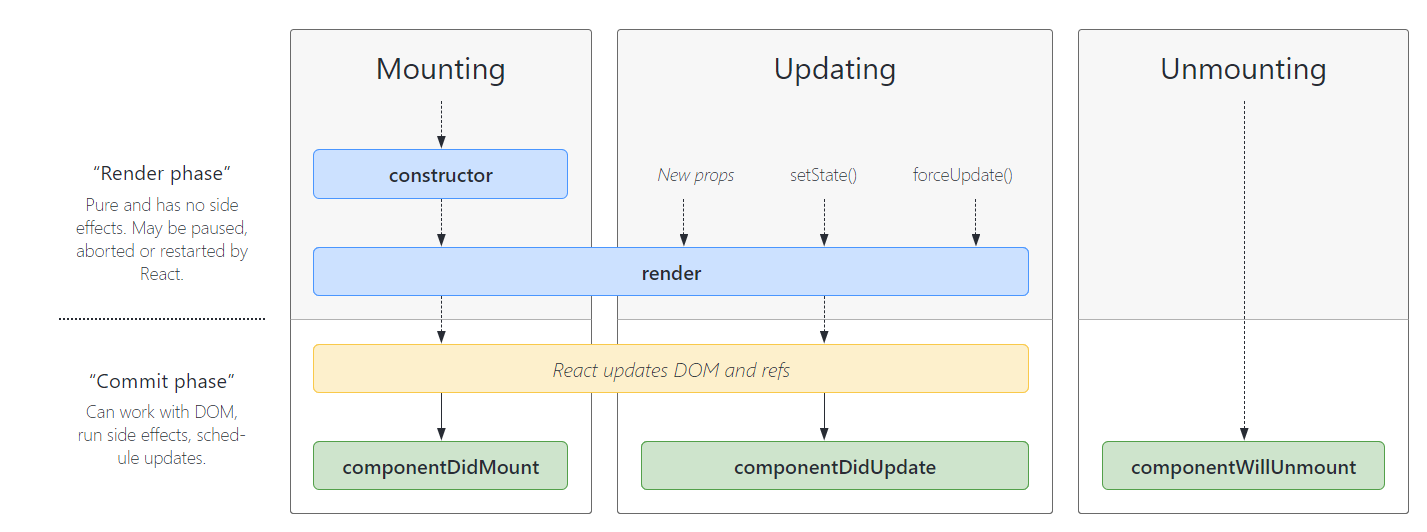 Mounting
Updating
Unmounting
“Render phase”
Pure and has no side
effects. May be paused,
aborted or restarted by
React.
constructor
New props
setState()
forceUpdate()
render
“Commit phase”
Can work with DOM,
run side effects, sched-
ule updates.
React updates DOM and refs
componentDidMount
componentDidUpdate
componentWillUnmount